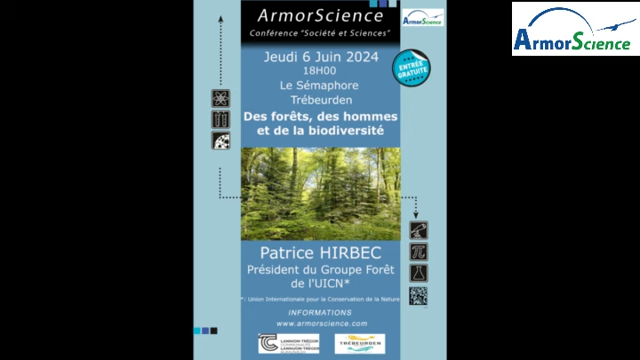 ArmorScience
Conférence "Société et Sciences"
ArmorScience
ArmorScience
Jeudi 6 Juin 2024
18H00
ENTRÉE
GRATUITE
Le Sémaphore
Trébeurden
Des forêts, des hommes
et de la biodiversité
π
Patrice HIRBEC
Président du Groupe Forêt
de l'UICN*
*: Union Internationale pour la Conservation de la Nature
INFORMATIONS
www.armorscience.com
LANNION-TRÉGOR
TRÉBEURDEN